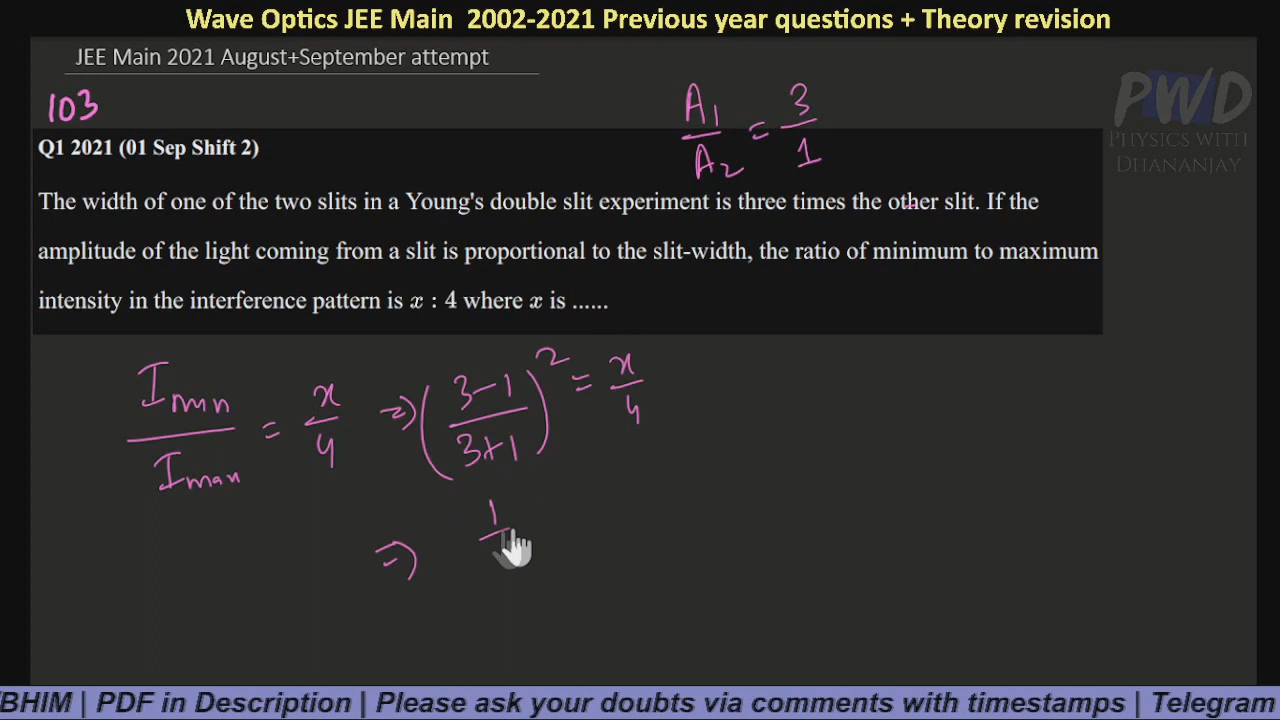 Wave Optics JEE Main 2002-2021 Previous year questions + Theory revision
JEE Main 2021 August+September attempt
PWD
PHYSICS WITH
DHANANJAY
103
A₁/A₂ = 3/1
Q1 2021 (01 Sep Shift 2)
The width of one of the two slits in a Young's double slit experiment is three times the other slit. If the
amplitude of the light coming from a slit is proportional to the slit-width, the ratio of minimum to maximum
intensity in the interference pattern is x : 4 where x is ......
Imin/Imax = x/4 ⇒ ((3-1)/(3+1))² = x/4
⇒ 1
/BHIM | PDF in Description | Please ask your doubts via comments with timestamps | Telegram